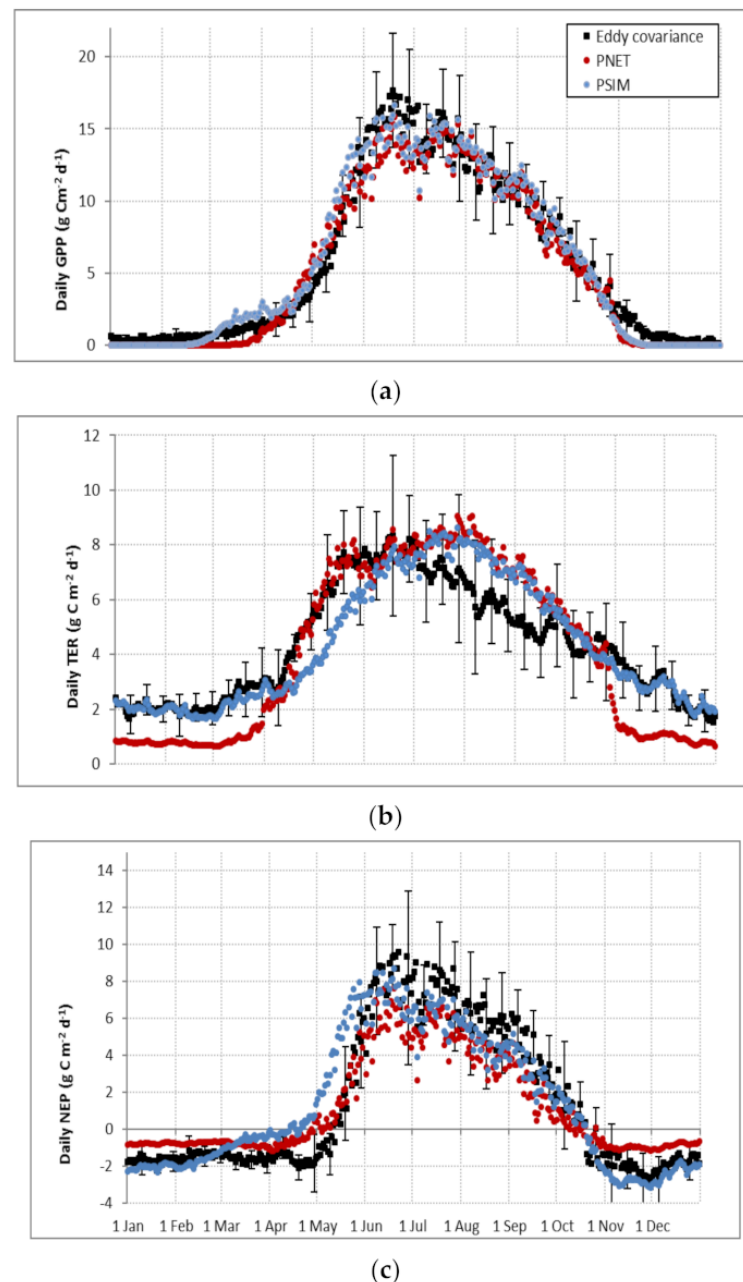 Eddy covariance
PNET
PSIM
Daily GPP (g Cm⁻² d⁻¹)
20
15
10
5
0
(a)
Daily TER (g C m⁻² d⁻¹)
12
10
8
6
4
2
0
(b)
Daily NEP (g C m⁻² d⁻¹)
14
12
10
8
6
4
2
0
-2
-4
1 Jan 1 Feb 1 Mar 1 Apr 1 May 1 Jun 1 Jul 1 Aug 1 Sep 1 Oct 1 Nov 1 Dec
(c)